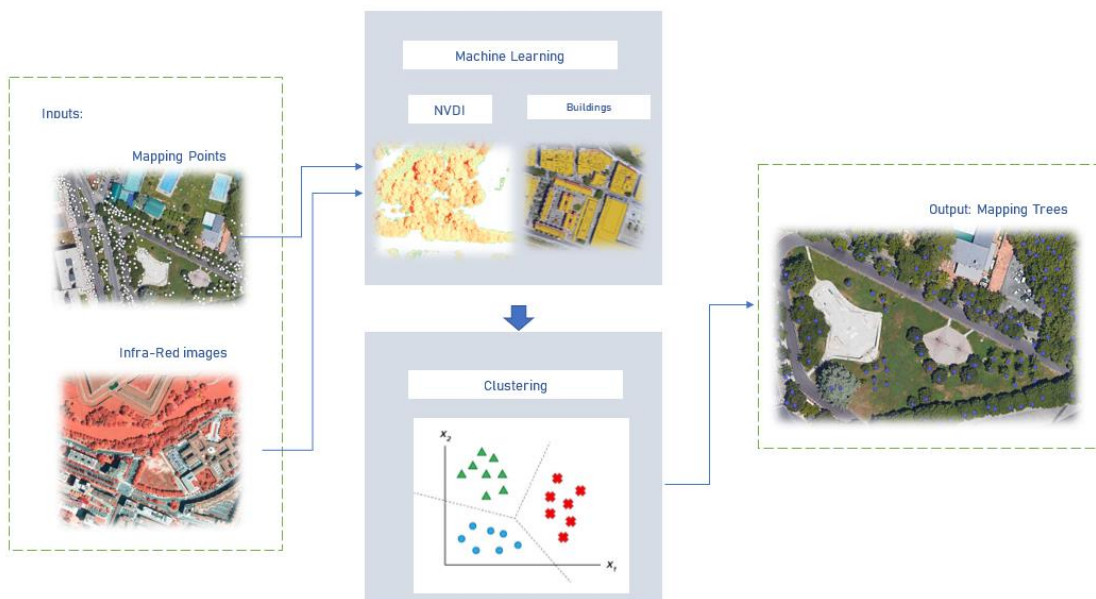 Inputs:
Mapping Points
Infra-Red images
Machine Learning
NVDI
Buildings
Clustering
X2
X1
Output: Mapping Trees